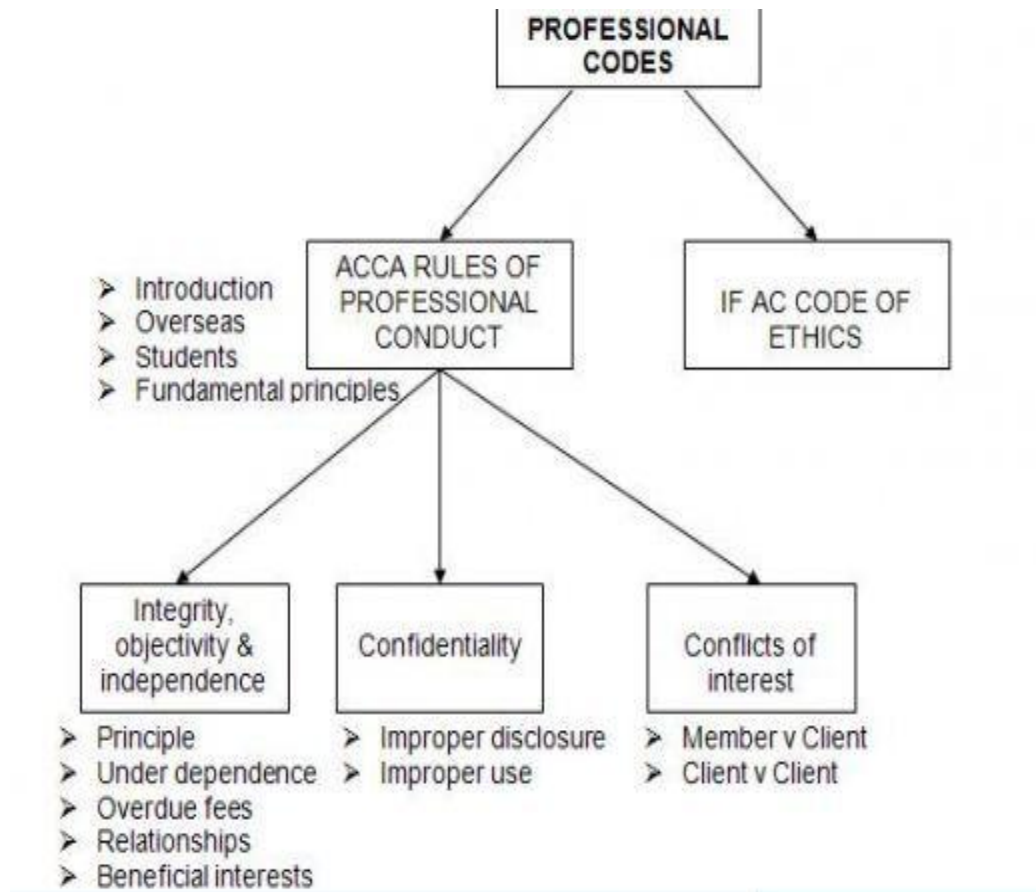 PROFESSIONAL
CODES
ACCA RULES OF
PROFESSIONAL
CONDUCT
IF AC CODE OF
ETHICS
Introduction
Overseas
Students
Fundamental principles
Integrity,
objectivity &
independence
Confidentiality
Conflicts of
interest
Principle
Under dependence
Overdue fees
Relationships
Beneficial interests
Improper disclosure
Improper use
Member v Client
Client v Client